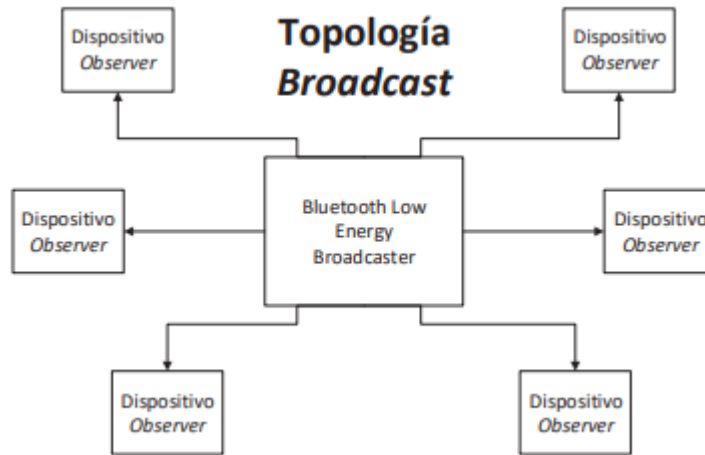 Topología
Broadcast
Dispositivo
Observer
Dispositivo
Observer
Dispositivo
Observer
Bluetooth Low
Energy
Broadcaster
Dispositivo
Observer
Dispositivo
Observer
Dispositivo
Observer